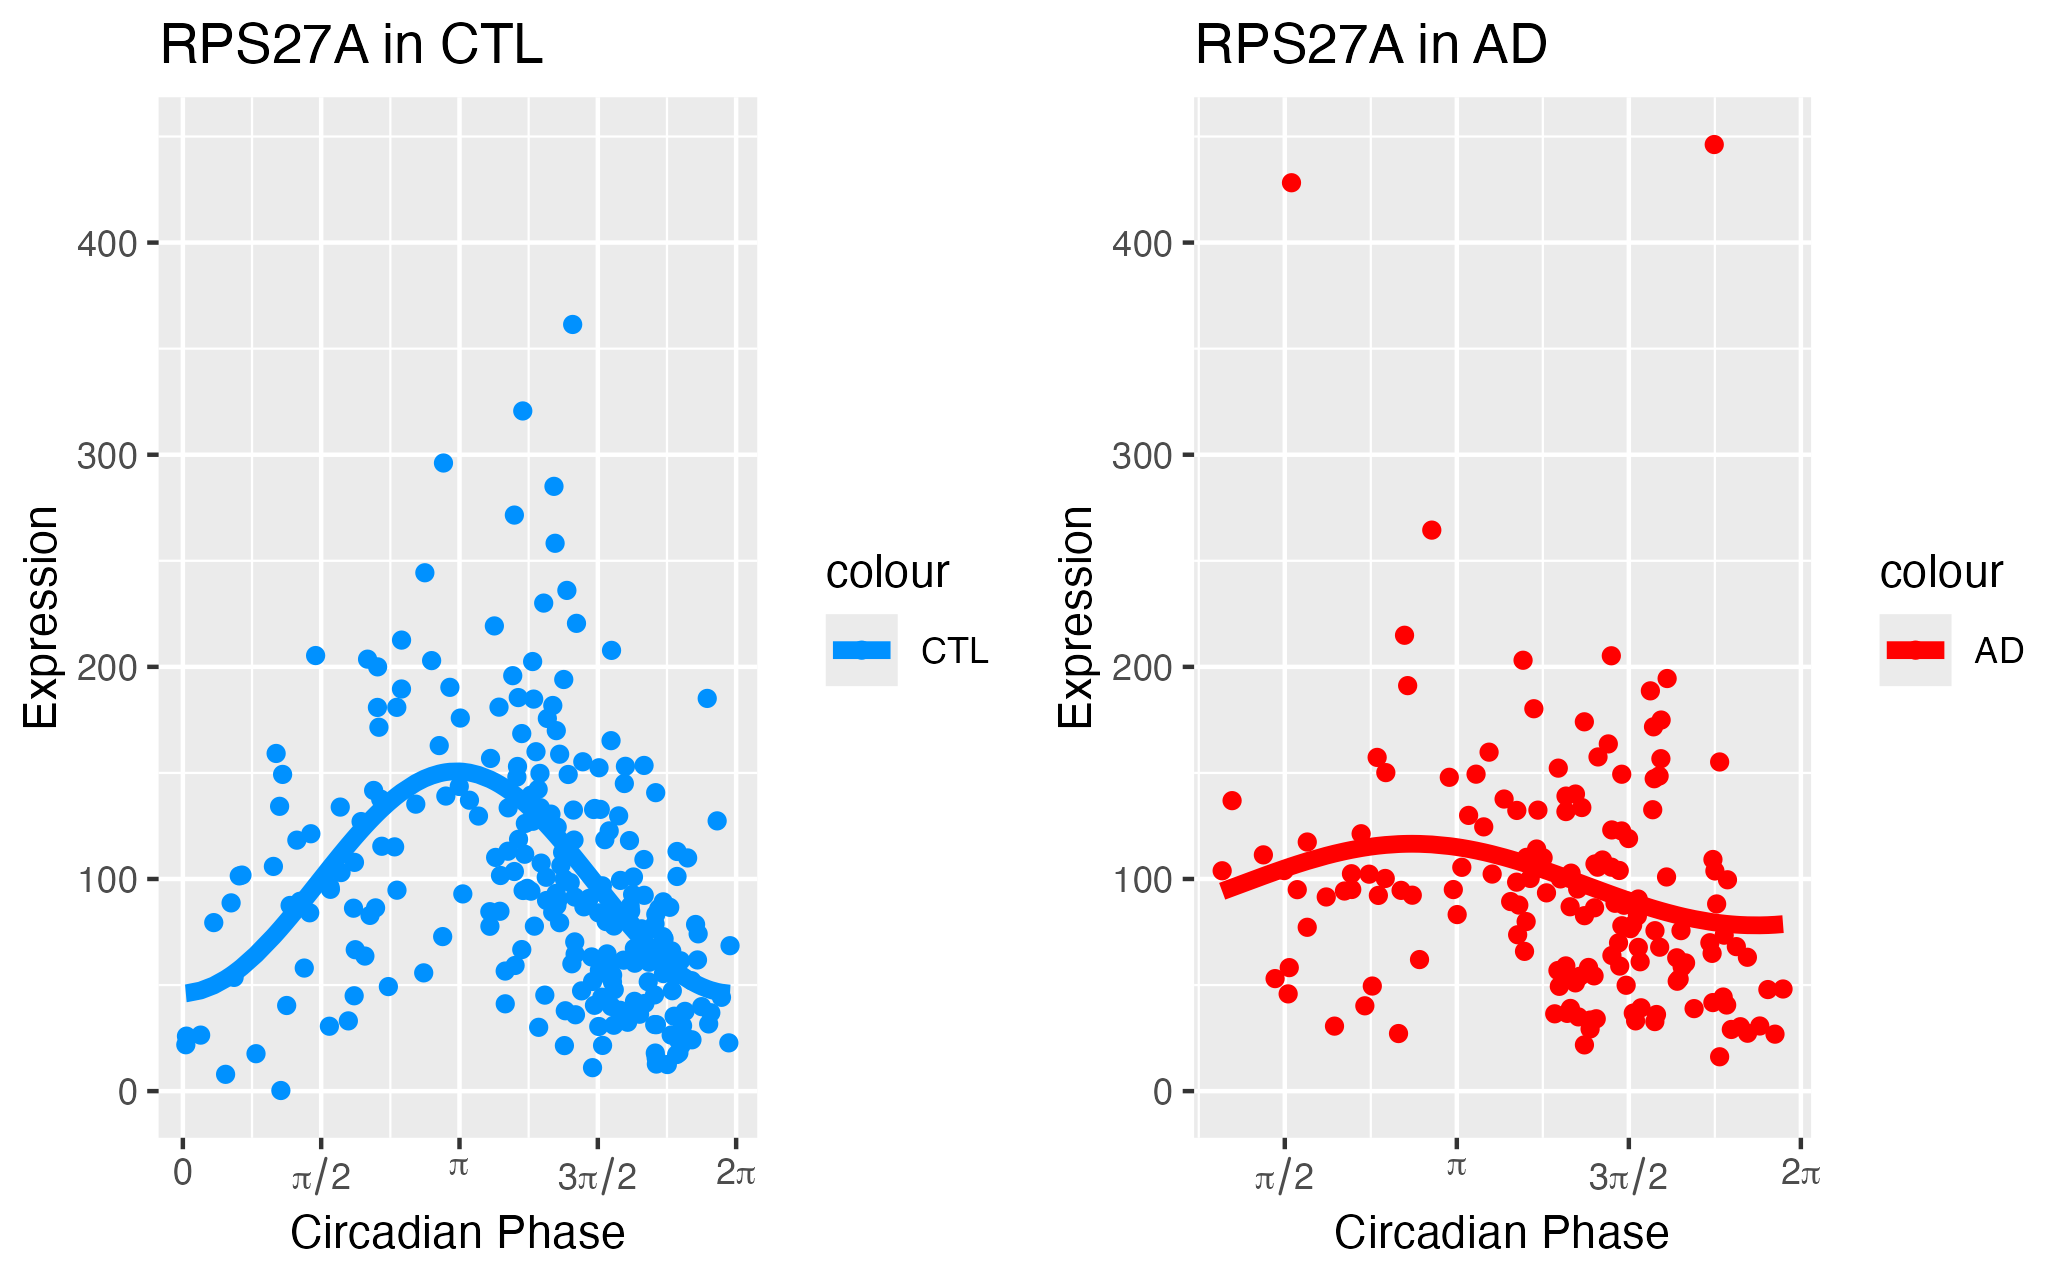 RPS27A in CTL
Expression
400
300
200
100
0
0 π/2 π 3π/2 2π
Circadian Phase
colour
CTL
RPS27A in AD
Expression
400
300
200
100
0
π/2 π 3π/2 2π
Circadian Phase
colour
AD